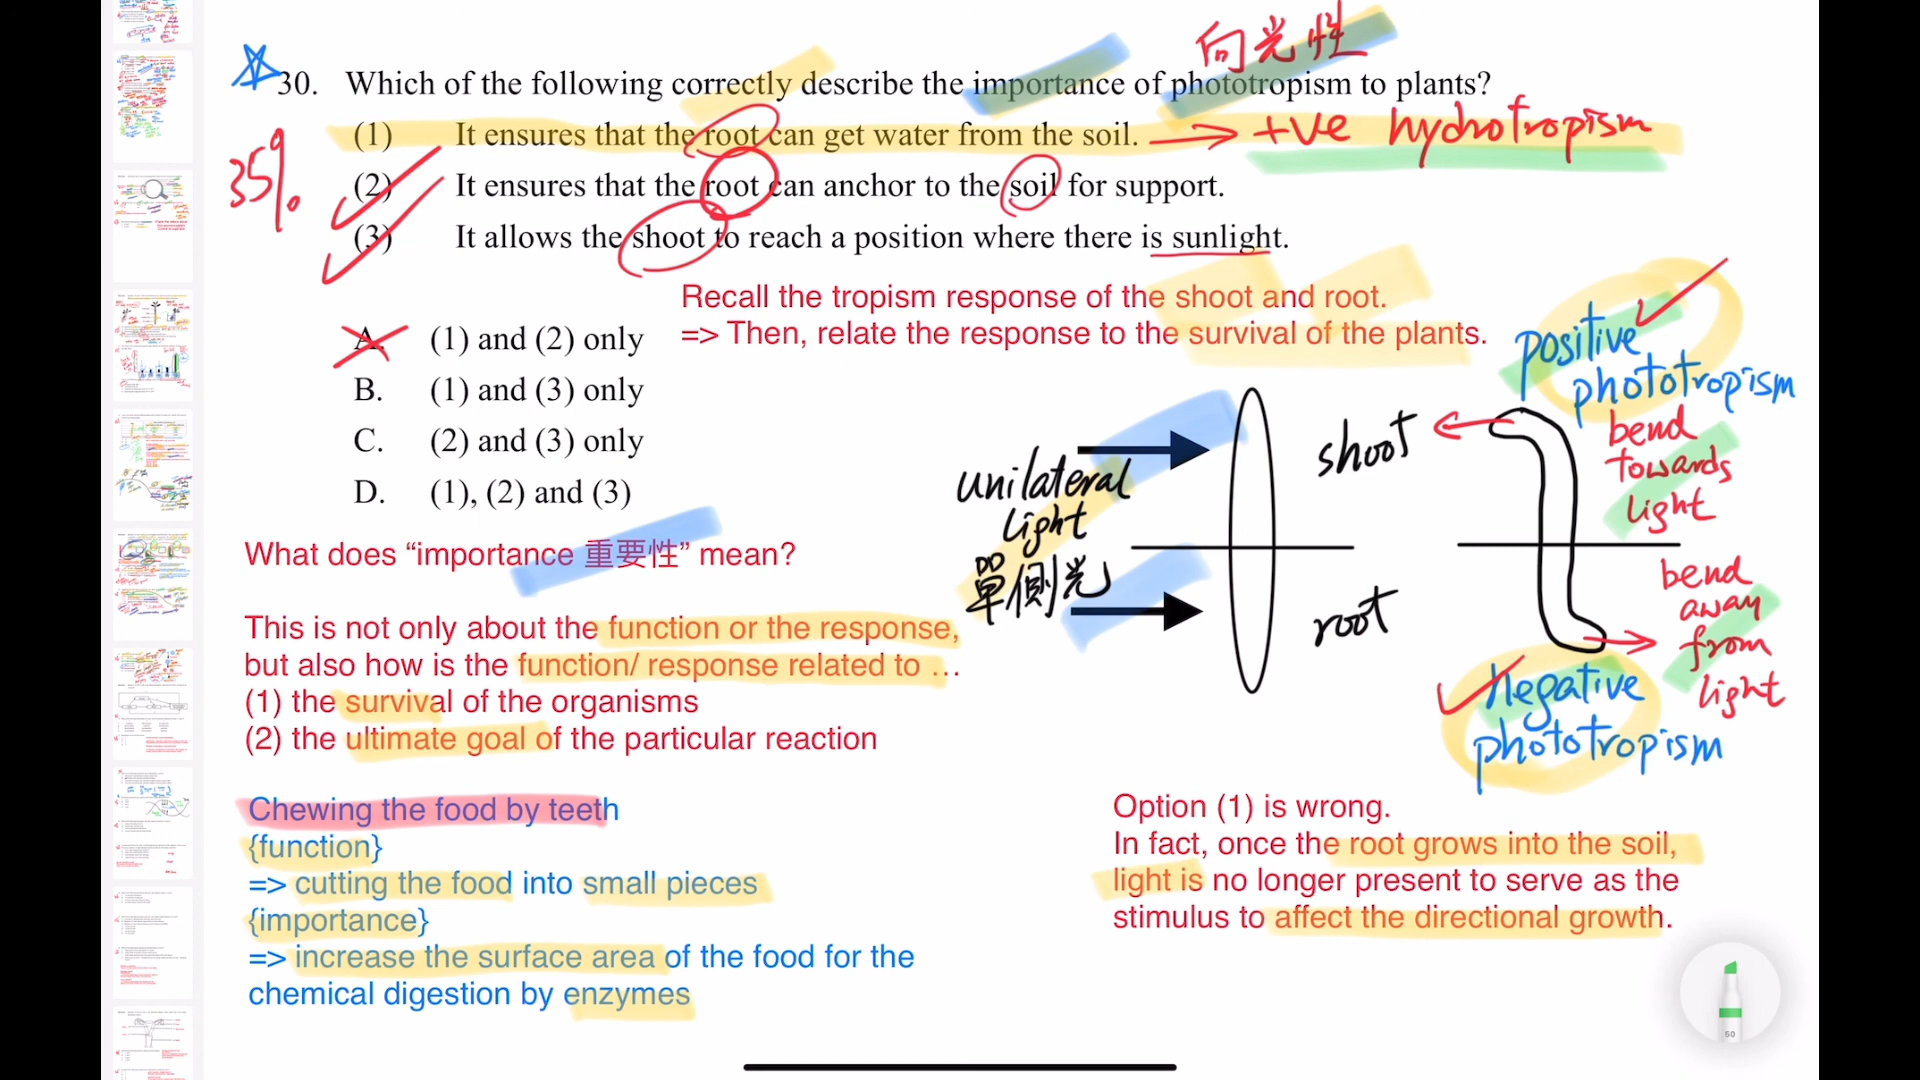 向光性
30. Which of the following correctly describe the importance of phototropism to plants?
(1) It ensures that the root can get water from the soil. → +ve hydrotropism
35%
(2) It ensures that the root can anchor to the soil for support.
(3) It allows the shoot to reach a position where there is sunlight.
Recall the tropism response of the shoot and root.
=> Then, relate the response to the survival of the plants.
A. (1) and (2) only
B. (1) and (3) only
C. (2) and (3) only
D. (1), (2) and (3)
positive
phototropism
bend
towards
light
shoot
unilateral
light
單側光
root
bend
away
from
light
negative
phototropism
What does “importance 重要性” mean?
This is not only about the function or the response,
but also how is the function/ response related to …
(1) the survival of the organisms
(2) the ultimate goal of the particular reaction
Chewing the food by teeth
{function}
=> cutting the food into small pieces
{importance}
=> increase the surface area of the food for the
chemical digestion by enzymes
Option (1) is wrong.
In fact, once the root grows into the soil,
light is no longer present to serve as the
stimulus to affect the directional growth.
50